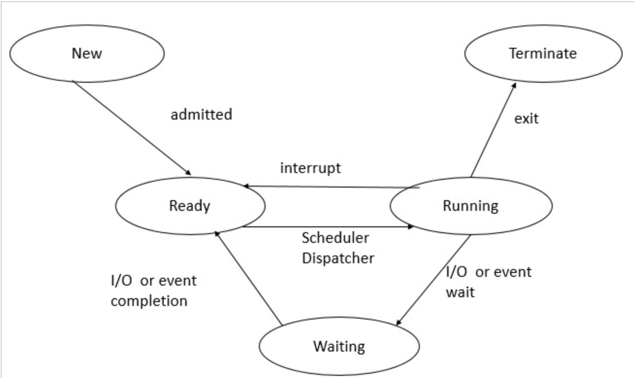 New
Terminate
admitted
exit
interrupt
Ready
Running
Scheduler
Dispatcher
I/O or event
completion
I/O or event
wait
Waiting